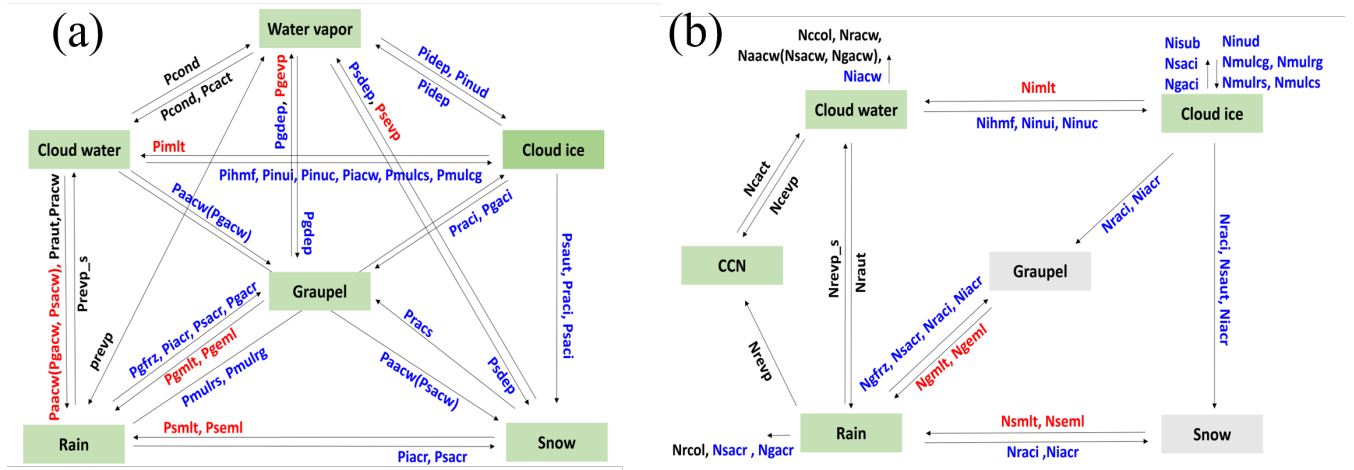 (a)
Water vapor
Pcond
Pcond, Pcact
Pidep, Pinud
Pidep
Psdep, Psevp
Pgdep, Pgevp
Cloud water
Pimlt
Cloud ice
Pihmf, Pinui, Pinuc, Piacw, Pmulcs, Pmulcg
Paacw(Pgacw)
Pgdep
Praci, Pgaci
Paacw(Pgacw, Psacw), Praut,Pracw
Prevp_s
prevp
Graupel
Psaut, Praci, Psaci
Pgfrz, Piacr, Psacr, Pgacr
Pgmlt, Pgeml
Pmulrs, Pmulrg
Pracs
Paacw(Psacw)
Psdep
Rain
Psmlt, Pseml
Piacr, Psacr
Snow
(b)
Nccol, Nracw,
Naacw(Nsacw, Ngacw),
Niacw
Nisub
Nsaci
Ngaci
Ninud
Nmulcg, Nmulrg
Nmulrs, Nmulcs
Cloud water
Nimlt
Nihmf, Ninui, Ninuc
Cloud ice
Ncact
Ncevp
Nraci, Niacr
Nraci, Nsaut, Niacr
CCN
Nrevp_s
Nraut
Graupel
Nrevp
Ngfrz, Nsacr, Nraci, Niacr
Ngmlt, Ngeml
Rain
Nsmlt, Nseml
Nraci ,Niacr
Snow
Nrcol, Nsacr , Ngacr